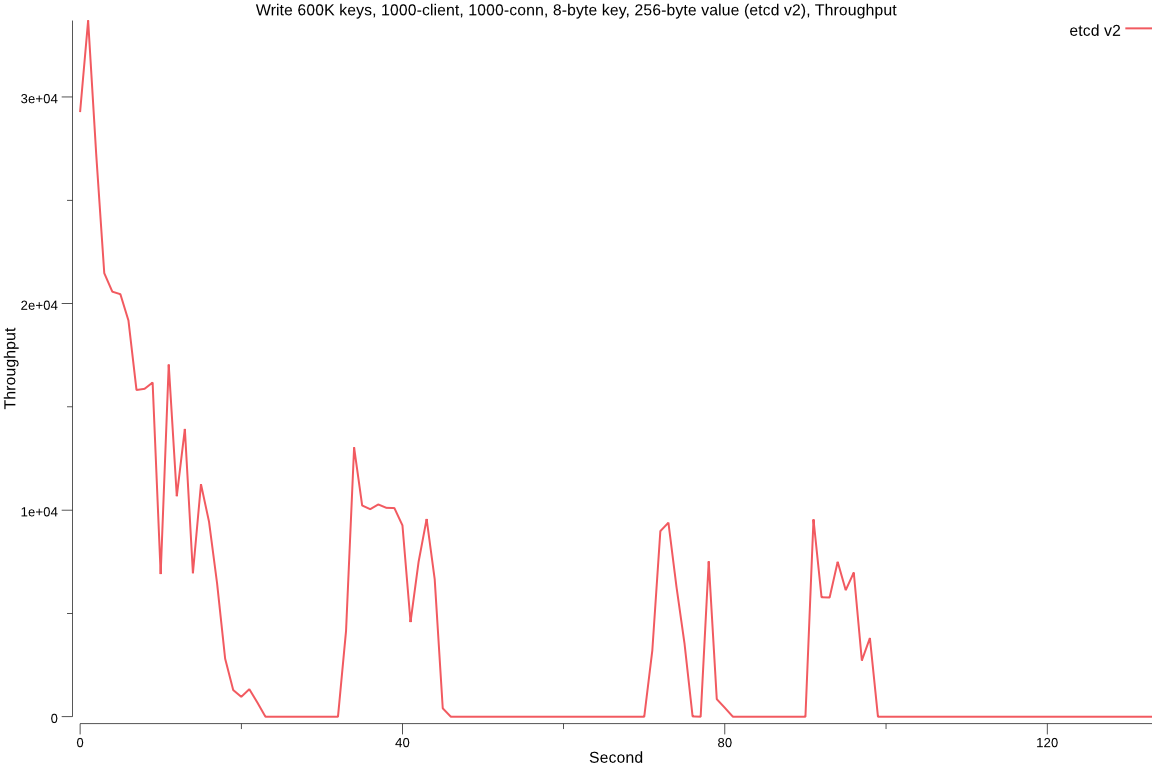 Write 600K keys, 1000-client, 1000-conn, 8-byte key, 256-byte value (etcd v2), Throughput
etcd v2
3e+04
2e+04
Throughput
1e+04
0
0 40 80 120
Second